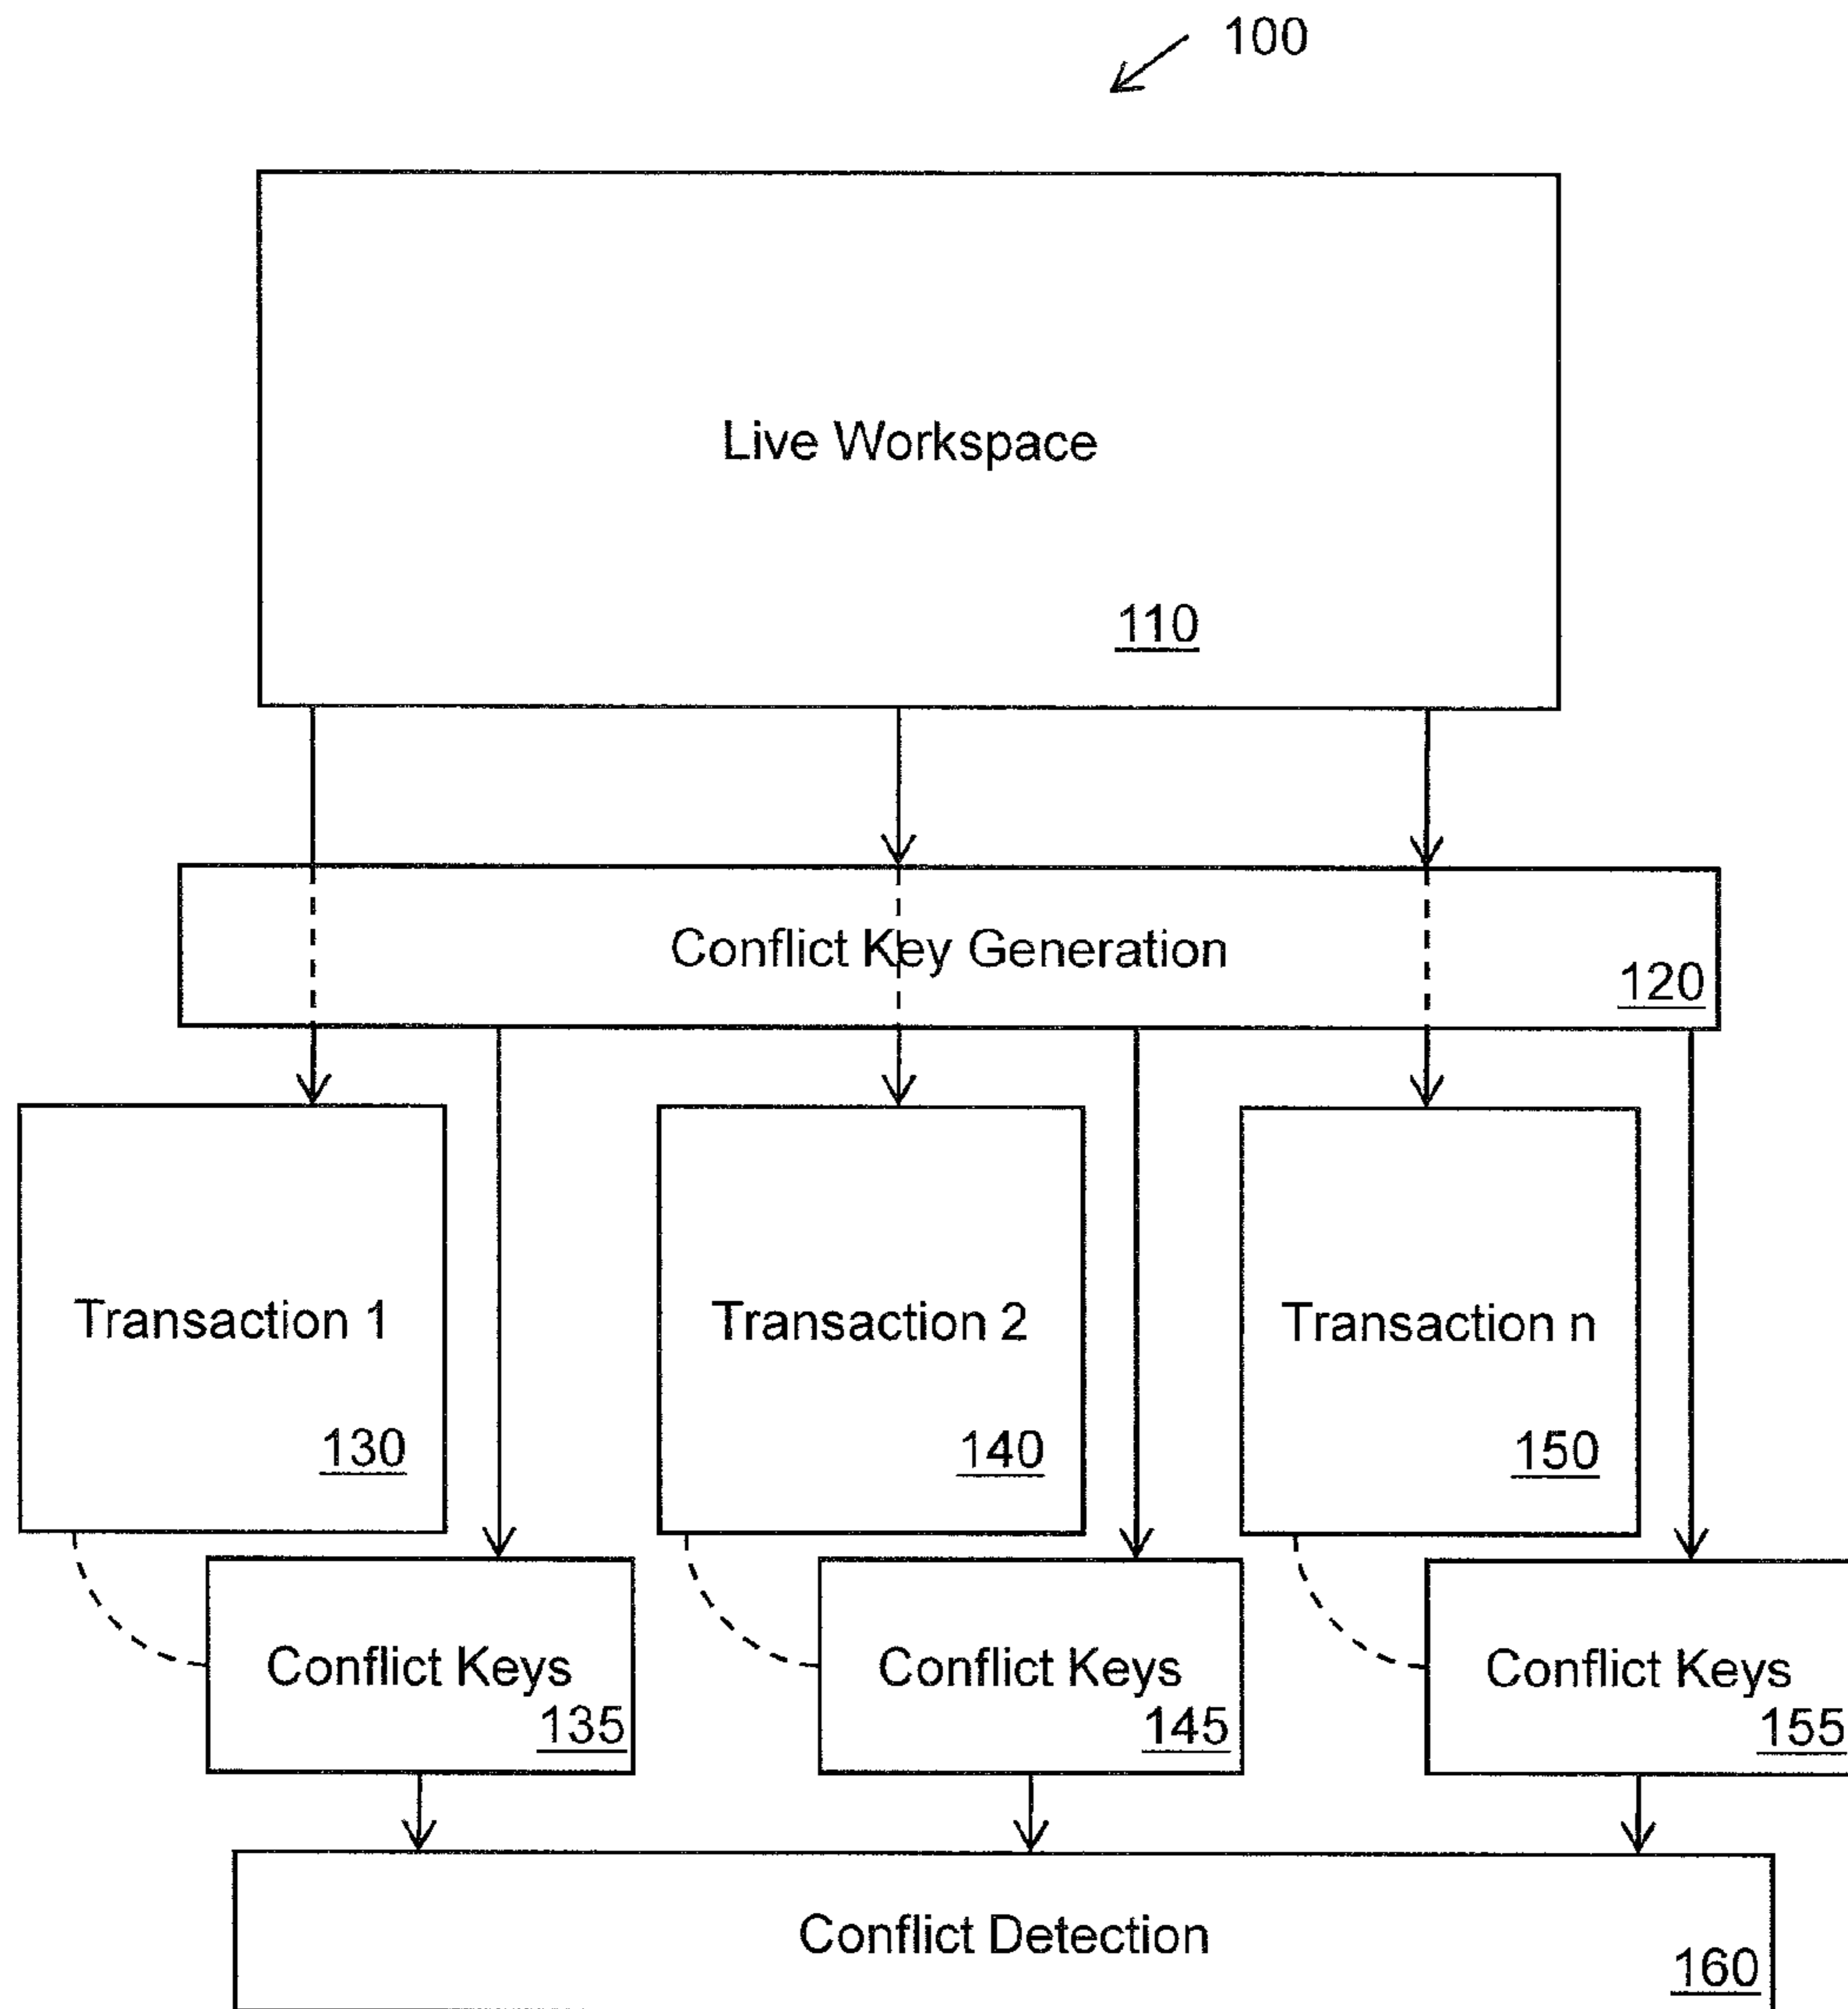 100
Live Workspace
110
Conflict Key Generation
120
Transaction 1
130
Transaction 2
140
Transaction n
150
Conflict Keys
135
Conflict Keys
145
Conflict Keys
155
Conflict Detection
160